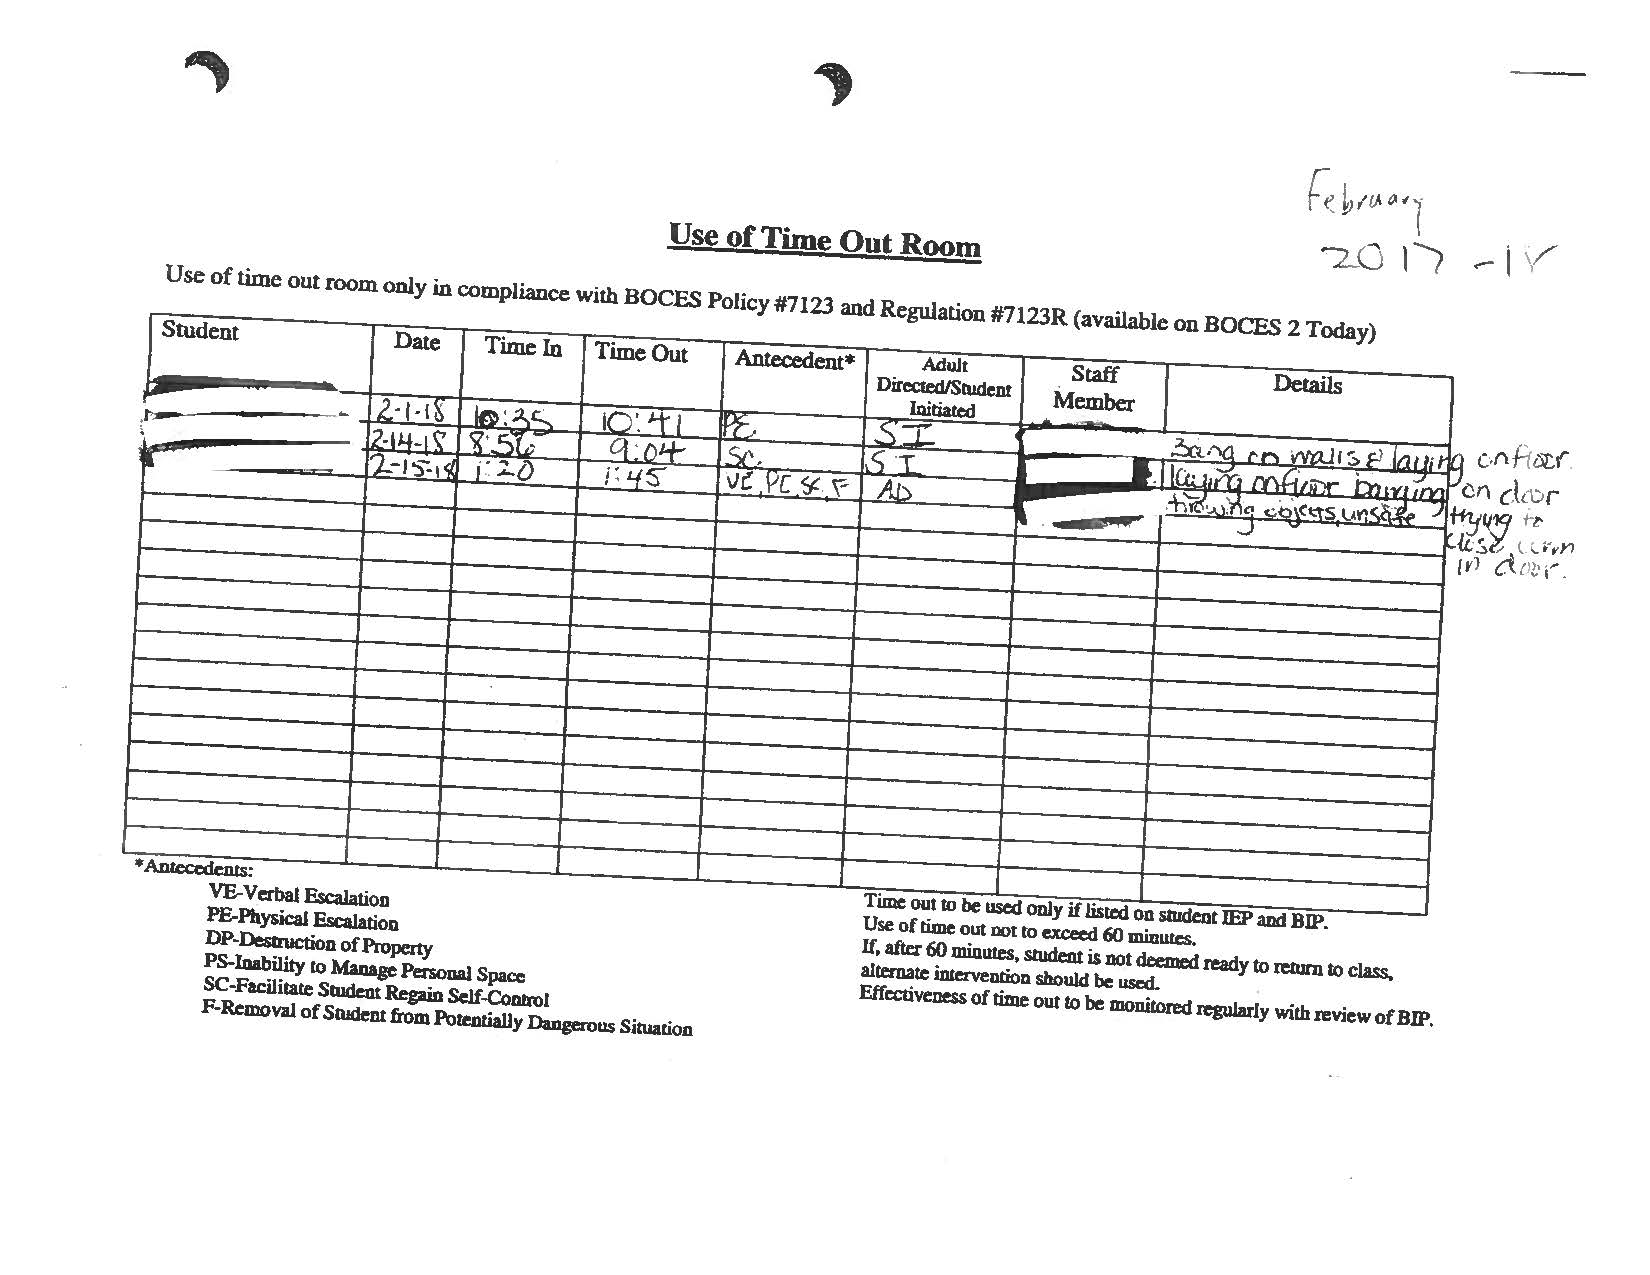 February
2017-18
Use of Time Out Room
Use of time out room only in compliance with BOCES Policy #7123 and Regulation #7123R (available on BOCES 2 Today)
Student Date Time In Time Out Antecedent* Adult Directed/Student Initiated Staff Member Details
2-1-18 10:35 10:41 PE SI Bang on walls & laying on floor.
2-14-18 8:56 9:04 SC. SI laying on floor banging on door
2-15-18 1:20 1:45 VE, PE, SC, F AD throwing objects, unsafe trying to
close
in door.
*Antecedents:
VE-Verbal Escalation
PE-Physical Escalation
DP-Destruction of Property
PS-Inability to Manage Personal Space
SC-Facilitate Student Regain Self-Control
F-Removal of Student from Potentially Dangerous Situation
Time out to be used only if listed on student IEP and BIP.
Use of time out not to exceed 60 minutes.
If, after 60 minutes, student is not deemed ready to return to class,
alternate intervention should be used.
Effectiveness of time out to be monitored regularly with review of BIP.